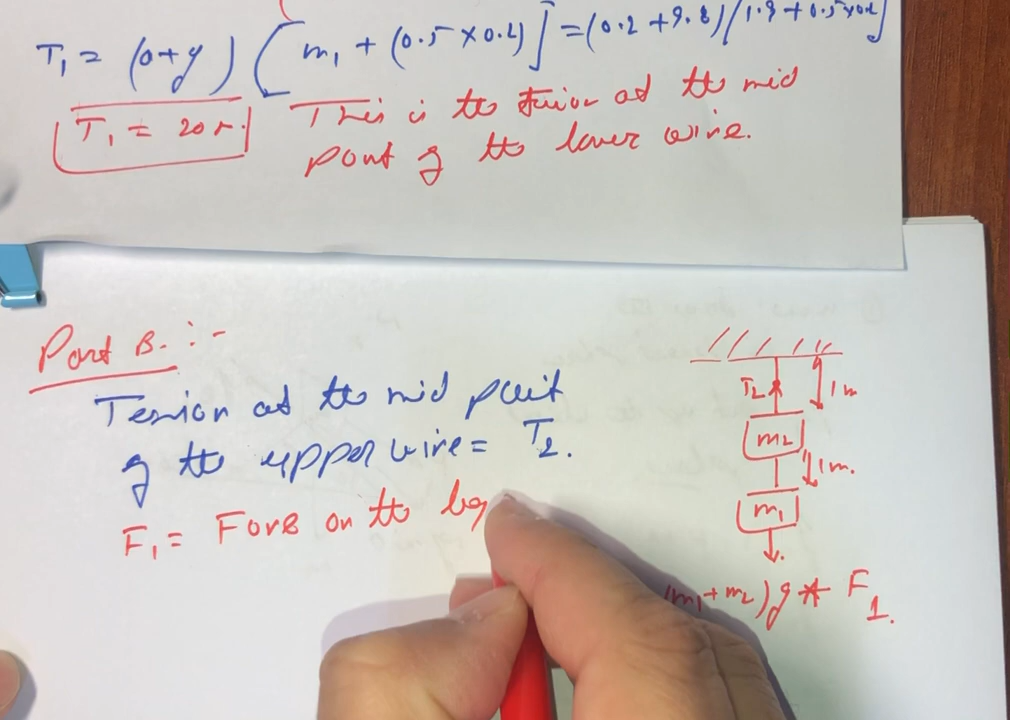 T₁ = (a+g) ( m₁ + (0.5 × 0.2) ] = (0.2 + 9.8) [1.9 + 0.5×0.2]
T₁ = 20 N. This is the tension at the mid
point of the lower wire.
Part B. :-
Tension at the mid point
of the upper wire = T₂.
F₁ = Force on the
T₂
1m
m₂
1m.
m₁
(m₁+m₂)g + F₁.